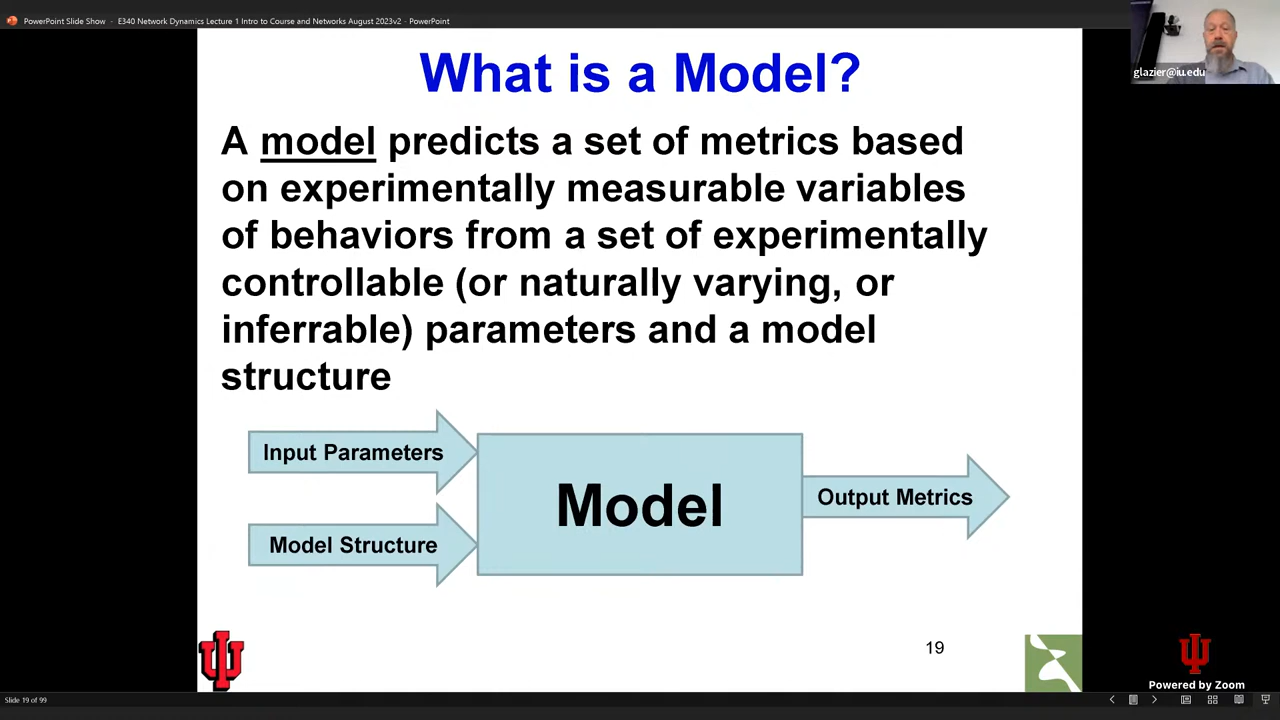 PowerPoint Slide Show - E340 Network Dynamics Lecture 1 Intro to Course and Networks August 2023v2 - PowerPoint
glazier@iu.edu
What is a Model?
A model predicts a set of metrics based
on experimentally measurable variables
of behaviors from a set of experimentally
controllable (or naturally varying, or
inferrable) parameters and a model
structure
Input Parameters
Model Structure
Model
Output Metrics
19
Powered by Zoom
Slide 19 of 99